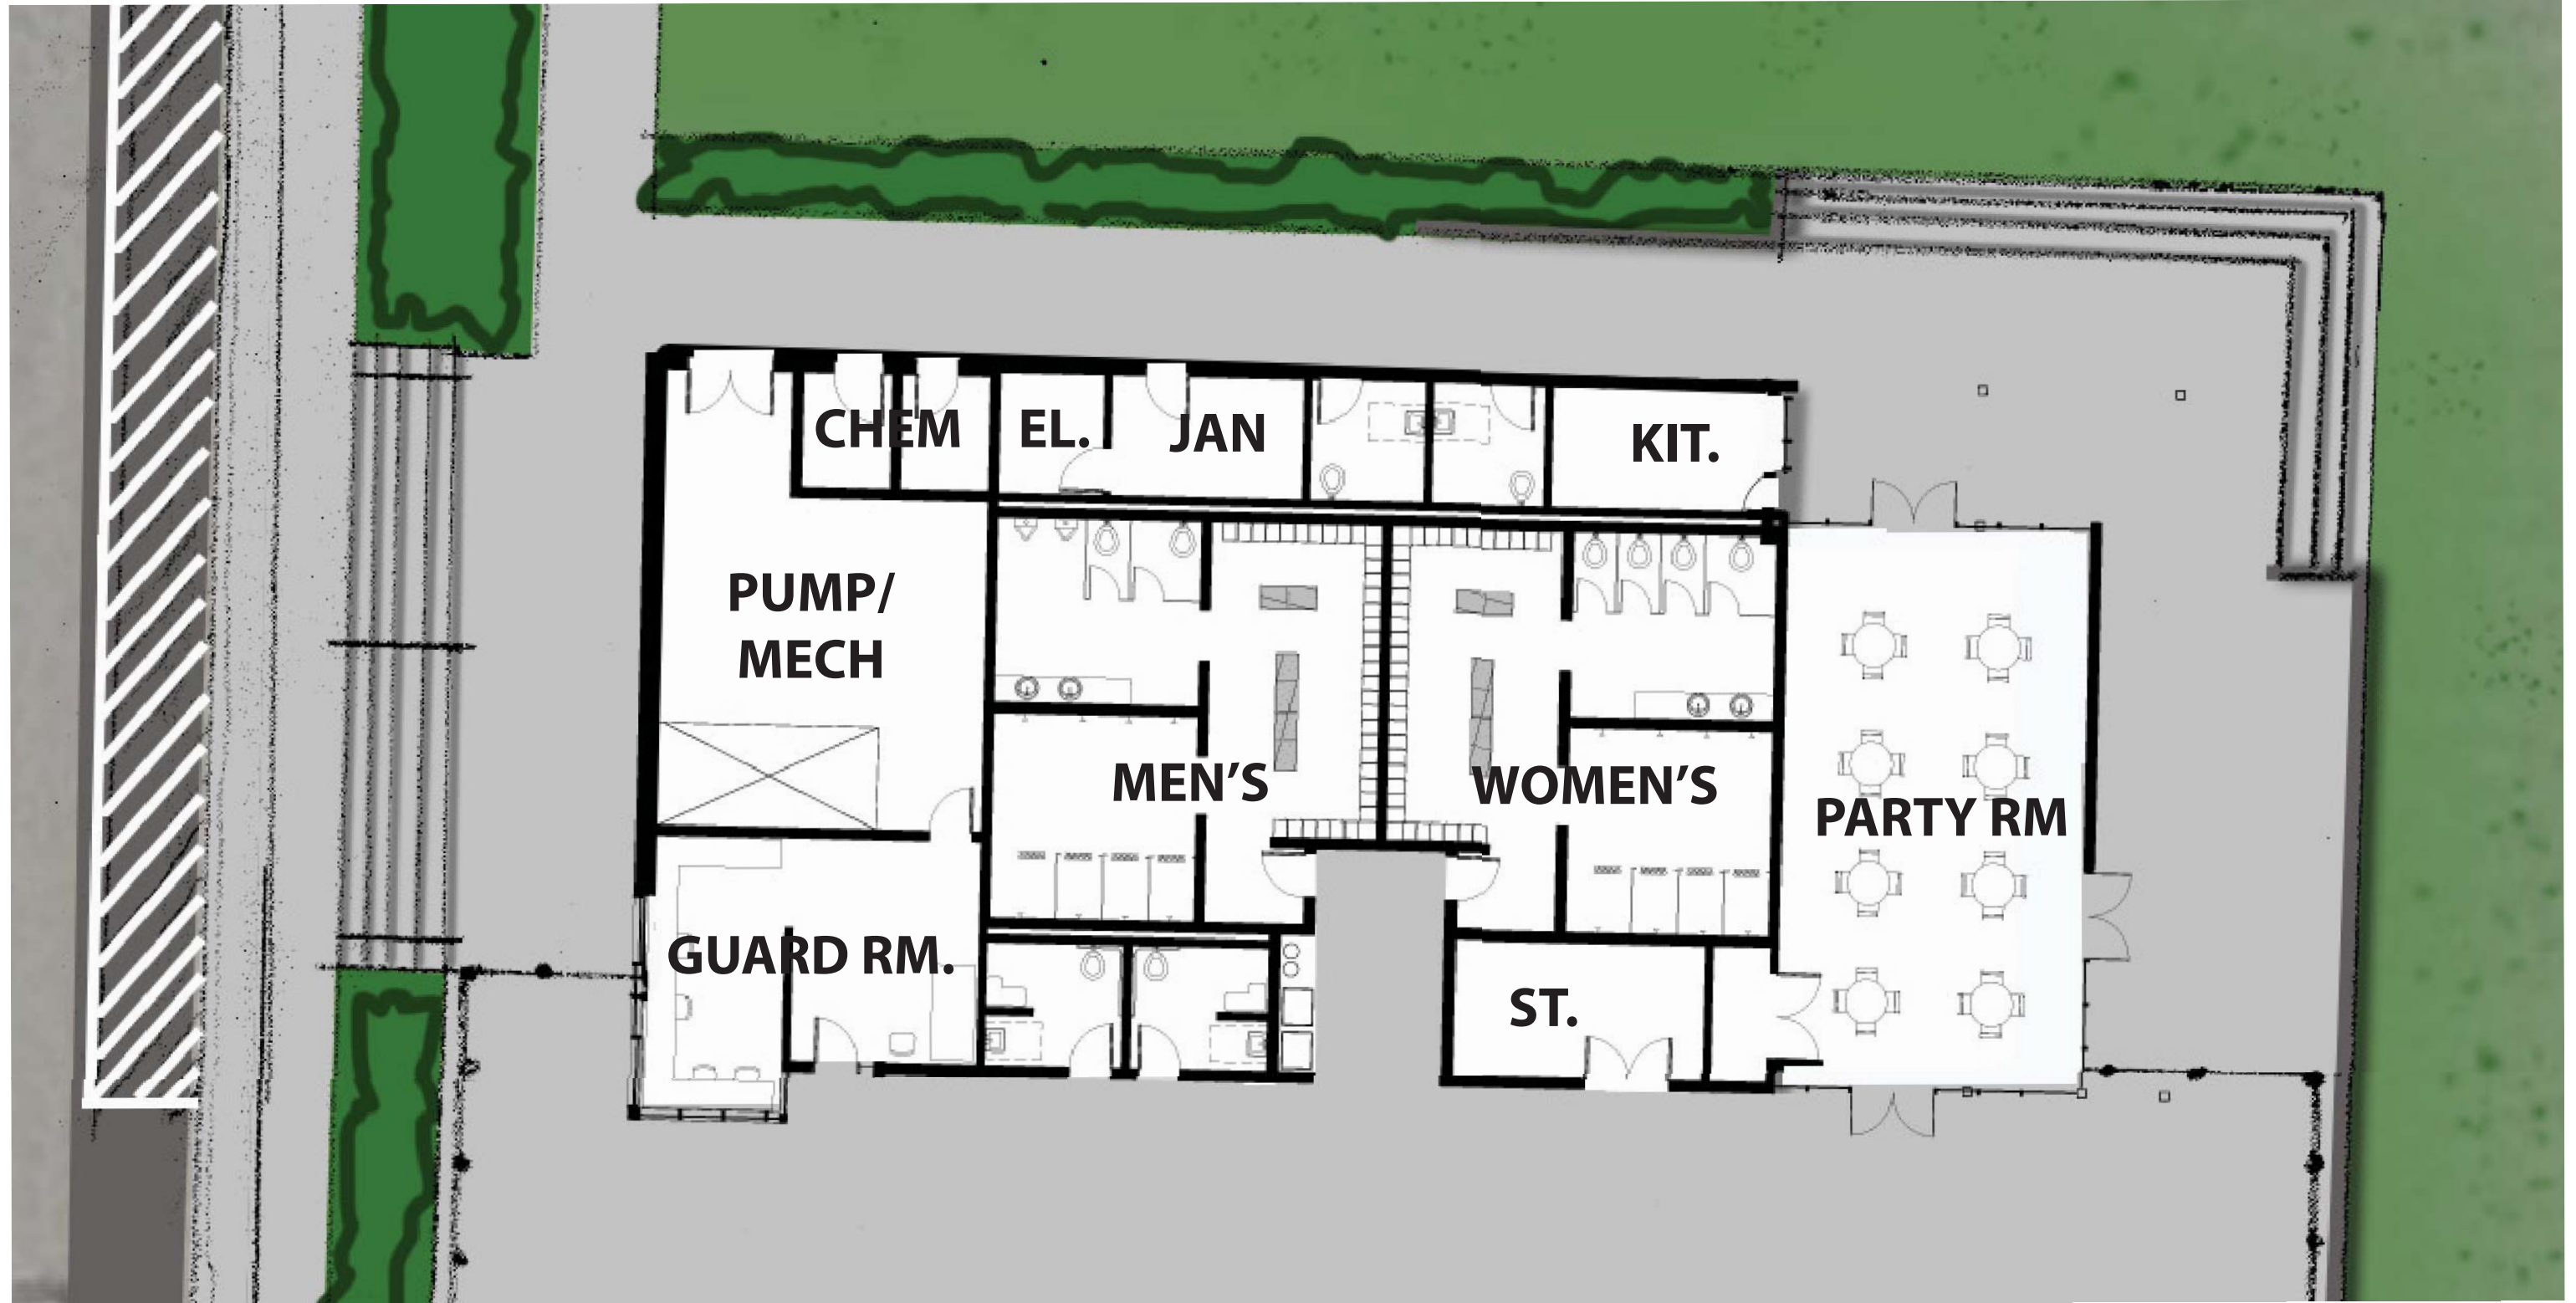 CHEM
EL.
JAN
KIT.
PUMP/
MECH
MEN'S
WOMEN'S
PARTY RM
GUARD RM.
ST.